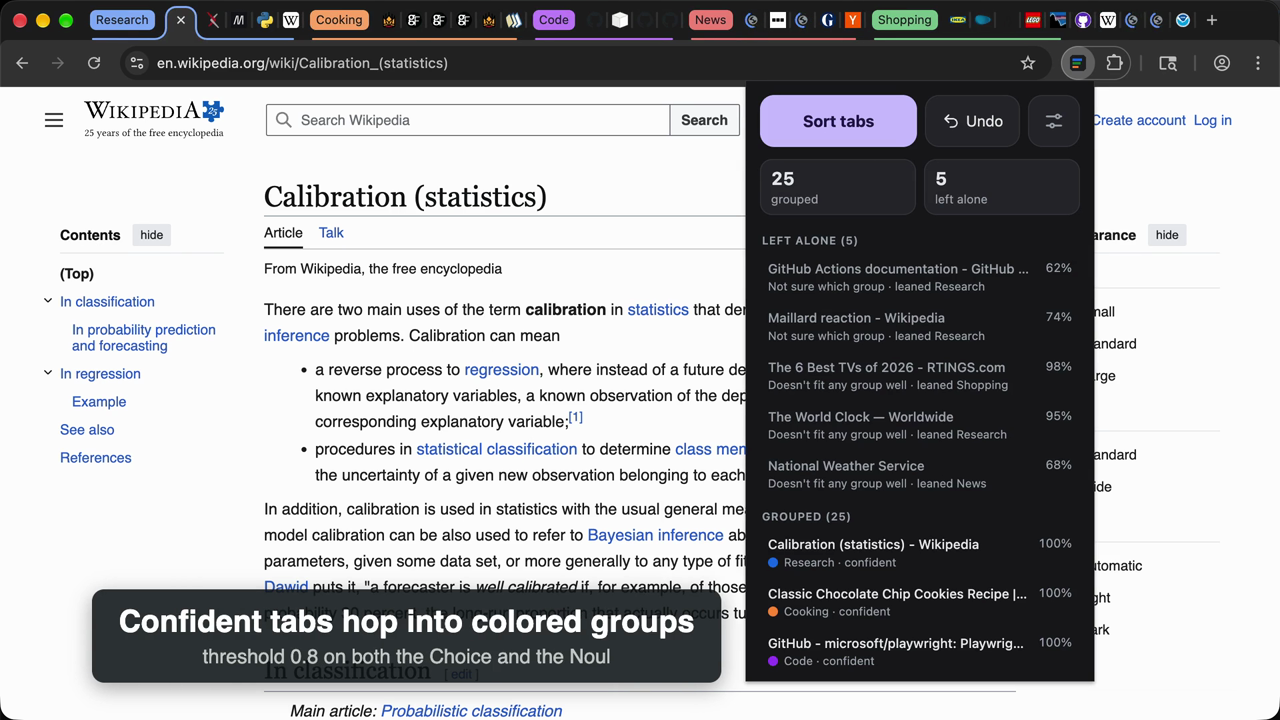 Research
Cooking
Code
News
Shopping
en.wikipedia.org/wiki/Calibration_(statistics)
WIKIPEDIA
25 years of the free encyclopedia
Search Wikipedia
Search
Create account Log in
Sort tabs
Undo
25
grouped
5
left alone
Calibration (statistics)
Contents hide
Article Talk
arance hide
(Top)
In classification
In probability prediction
and forecasting
In regression
Example
See also
References
From Wikipedia, the free encyclopedia
There are two main uses of the term calibration in statistics that der
inference problems. Calibration can mean
• a reverse process to regression, where instead of a future de
known explanatory variables, a known observation of the dep
corresponding explanatory variable;[1]
• procedures in statistical classification to determine class mem
the uncertainty of a given new observation belonging to each
In addition, calibration is used in statistics with the usual general mea
model calibration can be also used to refer to Bayesian inference ab
parameters, given some data set, or more generally to any type of fit
Dawid puts it, "a forecaster is well calibrated if, for example, of those
In classification [ edit ]
Main article: Probabilistic classification
LEFT ALONE (5)
GitHub Actions documentation - GitHub ... 62%
Not sure which group · leaned Research
Maillard reaction - Wikipedia 74%
Not sure which group · leaned Research
The 6 Best TVs of 2026 - RTINGS.com 98%
Doesn't fit any group well · leaned Shopping
The World Clock — Worldwide 95%
Doesn't fit any group well · leaned Research
National Weather Service 68%
Doesn't fit any group well · leaned News
GROUPED (25)
Calibration (statistics) - Wikipedia 100%
Research · confident
Classic Chocolate Chip Cookies Recipe |... 100%
Cooking · confident
GitHub - microsoft/playwright: Playwrig... 100%
Code · confident
mall
andard
arge
andard
ide
utomatic
ght
ark
Confident tabs hop into colored groups
threshold 0.8 on both the Choice and the Noul